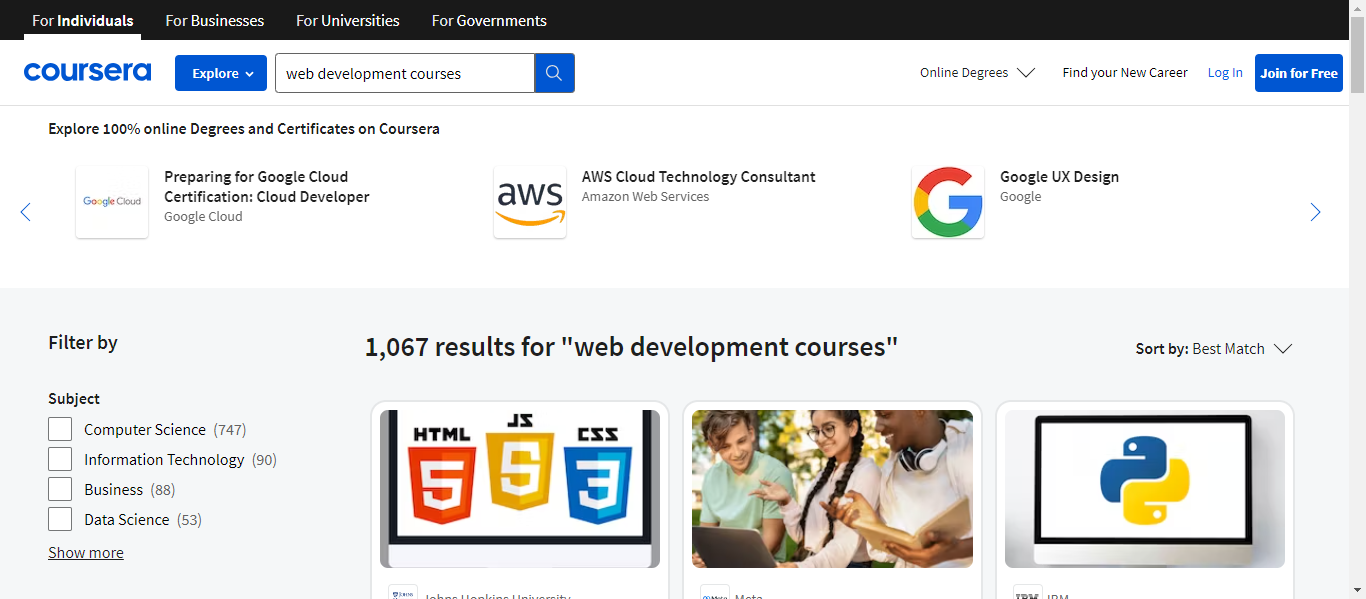 For Individuals
For Businesses
For Universities
For Governments
coursera
Explore
web development courses
Online Degrees
Find your New Career
Log In
Join for Free
Explore 100% online Degrees and Certificates on Coursera
Google Cloud
Preparing for Google Cloud
Certification: Cloud Developer
Google Cloud
aws
AWS Cloud Technology Consultant
Amazon Web Services
G
Google UX Design
Google
Filter by
1,067 results for "web development courses"
Sort by: Best Match
Subject
Computer Science (747)
Information Technology (90)
Business (88)
Data Science (53)
Show more
HTML
5
JS
5
CSS
3
Johns Hopkins University
Meta
IBM
IBM